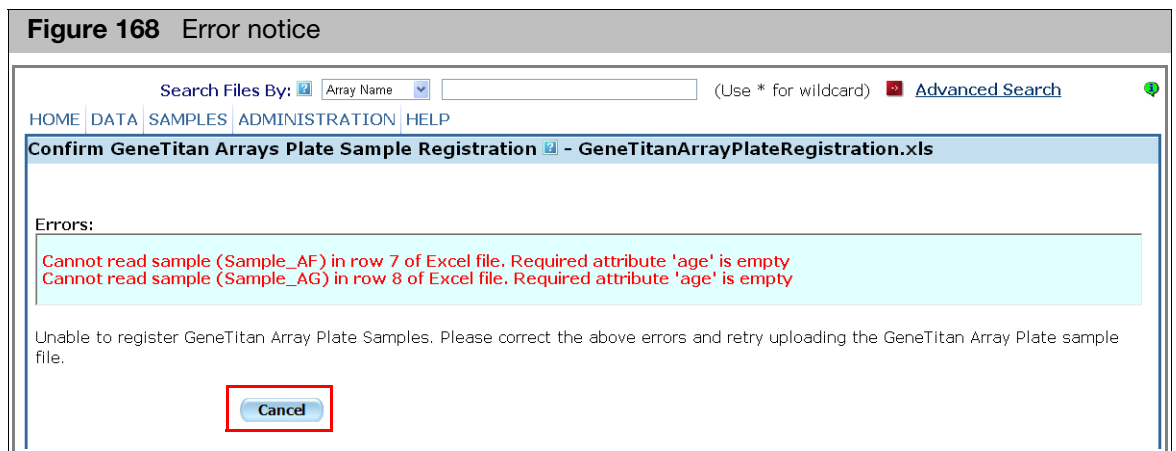 Figure 168 Error notice
Search Files By: Array Name (Use * for wildcard) Advanced Search
HOME DATA SAMPLES ADMINISTRATION HELP
Confirm GeneTitan Arrays Plate Sample Registration - GeneTitanArrayPlateRegistration.xls
Errors:
Cannot read sample (Sample_AF) in row 7 of Excel file. Required attribute 'age' is empty
Cannot read sample (Sample_AG) in row 8 of Excel file. Required attribute 'age' is empty
Unable to register GeneTitan Array Plate Samples. Please correct the above errors and retry uploading the GeneTitan Array Plate sample
file.
Cancel